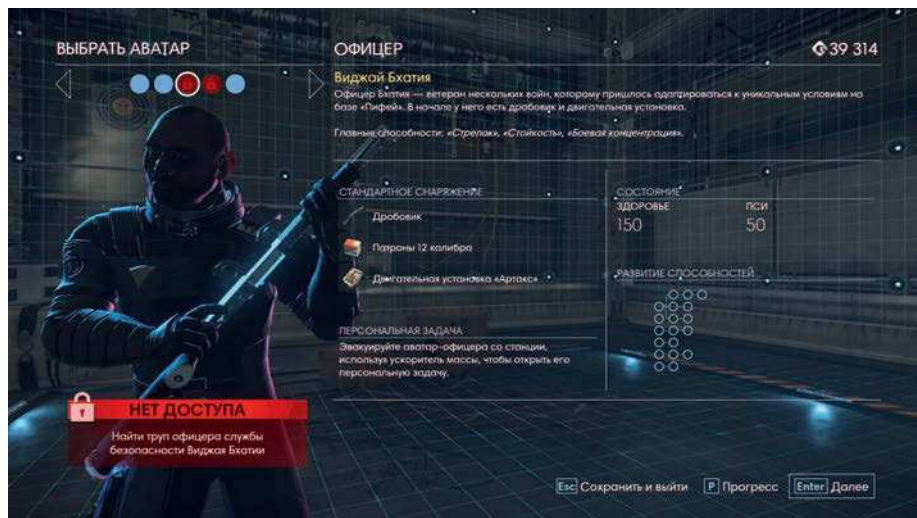 ВЫБРАТЬ АВАТАР
ОФИЦЕР
39 314
Виджай Бхатия
Офицер Бхатия — ветеран нескольких войн, которому пришлось адаптироваться к уникальным условиям на
базе «Пифей». В начале у него есть дробовик и двигательная установка.
Главные способности: «Стрелок», «Стойкость», «Боевая концентрация».
СТАНДАРТНОЕ СНАРЯЖЕНИЕ
Дробовик
Патроны 12 калибра
Двигательная установка «Артакс»
СОСТОЯНИЕ
ЗДОРОВЬЕ ПСИ
150 50
РАЗВИТИЕ СПОСОБНОСТЕЙ
ПЕРСОНАЛЬНАЯ ЗАДАЧА
Эвакуируйте аватар-офицера со станции,
используя ускоритель массы, чтобы открыть его
персональную задачу.
НЕТ ДОСТУПА
Найти труп офицера службы
безопасности Виджая Бхатии
Esc Сохранить и выйти P Прогресс Enter Далее